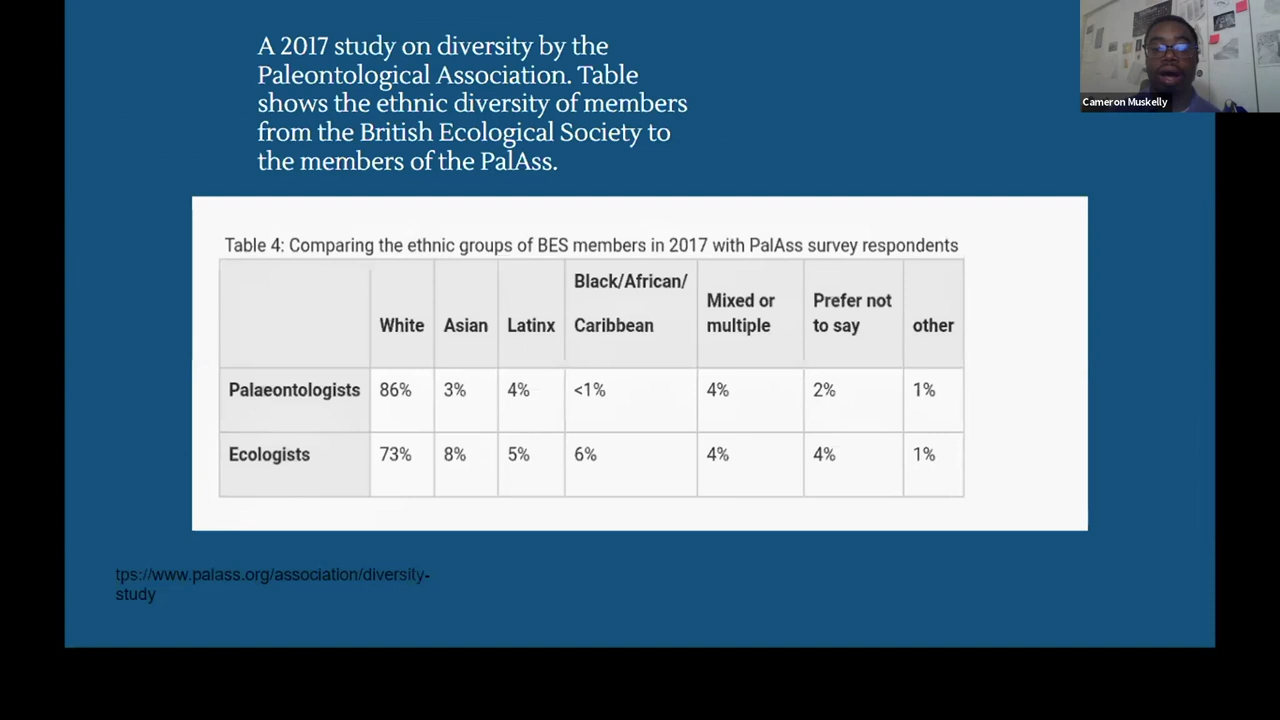 A 2017 study on diversity by the
Paleontological Association. Table
shows the ethnic diversity of members
from the British Ecological Society to
the members of the PalAss.
Cameron Muskelly
Table 4: Comparing the ethnic groups of BES members in 2017 with PalAss survey respondents
White Asian Latinx Black/African/ Caribbean Mixed or multiple Prefer not to say other
Palaeontologists 86% 3% 4% <1% 4% 2% 1%
Ecologists 73% 8% 5% 6% 4% 4% 1%
tps://www.palass.org/association/diversity-
study